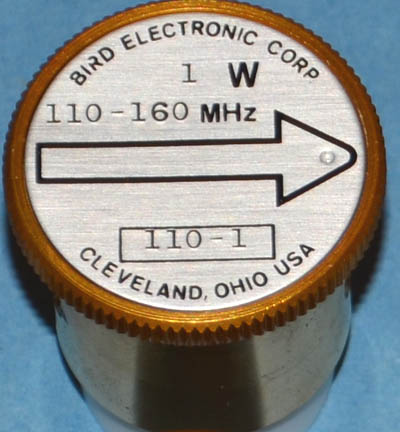 BIRD ELECTRONIC CORP
1 W
110-160 MHz
110-1
CLEVELAND, OHIO USA